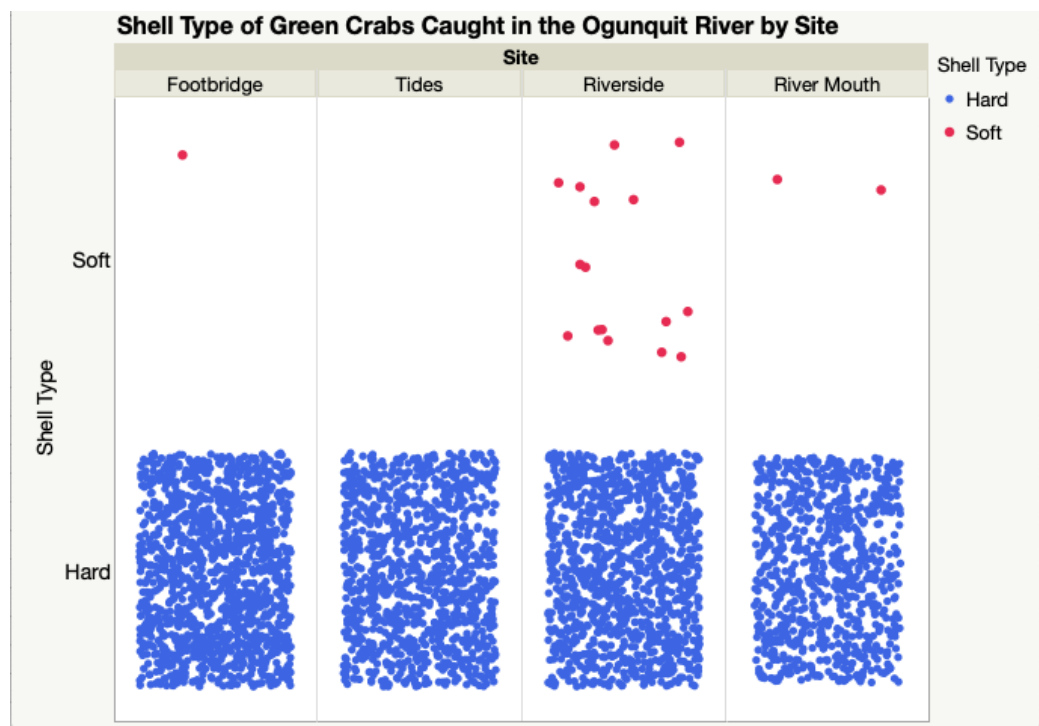 Shell Type of Green Crabs Caught in the Ogunquit River by Site
Site
Footbridge
Tides
Riverside
River Mouth
Shell Type
Hard
Soft
Shell Type
Soft
Hard